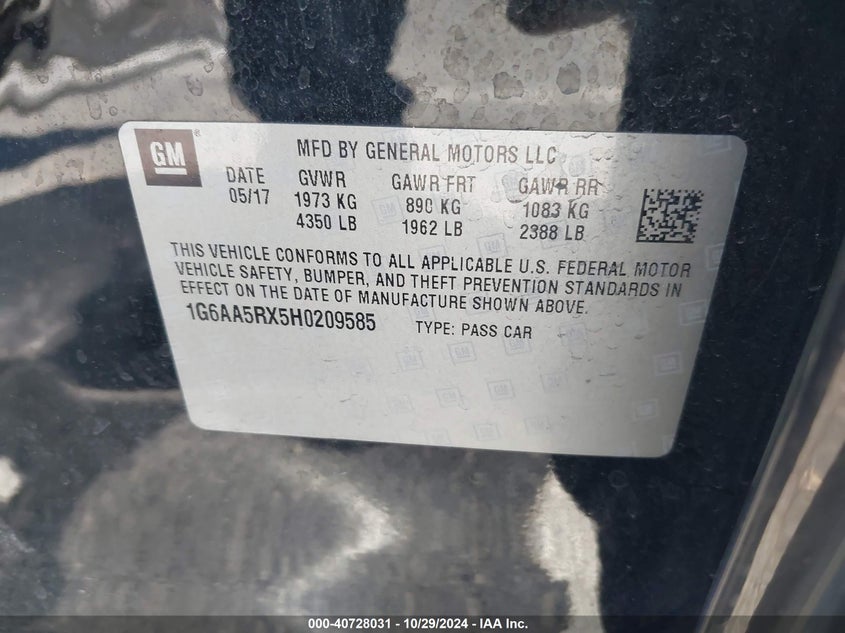 GM ®
MFD BY GENERAL MOTORS LLC
DATE GVWR GAWR FRT GAWR RR
05/17 1973 KG 890 KG 1083 KG
4350 LB 1962 LB 2388 LB
THIS VEHICLE CONFORMS TO ALL APPLICABLE U.S. FEDERAL MOTOR
VEHICLE SAFETY, BUMPER, AND THEFT PREVENTION STANDARDS IN
EFFECT ON THE DATE OF MANUFACTURE SHOWN ABOVE.
1G6AA5RX5H0209585 TYPE: PASS CAR
000-40728031 - 10/29/2024 - IAA Inc.